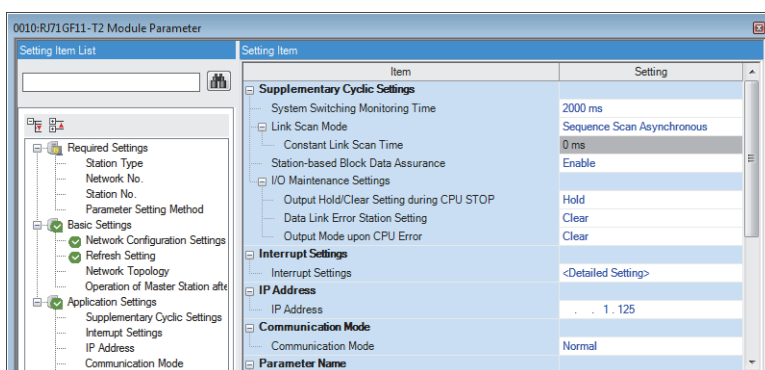 0010:RJ71GF11-T2 Module Parameter
Setting Item List
Required Settings
Station Type
Network No.
Station No.
Parameter Setting Method
Basic Settings
Network Configuration Settings
Refresh Setting
Network Topology
Operation of Master Station afte
Application Settings
Supplementary Cyclic Settings
Interrupt Settings
IP Address
Communication Mode
Setting Item
Item Setting
Supplementary Cyclic Settings
System Switching Monitoring Time 2000 ms
Link Scan Mode Sequence Scan Asynchronous
Constant Link Scan Time 0 ms
Station-based Block Data Assurance Enable
I/O Maintenance Settings
Output Hold/Clear Setting during CPU STOP Hold
Data Link Error Station Setting Clear
Output Mode upon CPU Error Clear
Interrupt Settings
Interrupt Settings <Detailed Setting>
IP Address
IP Address . . 1 . 125
Communication Mode
Communication Mode Normal
Parameter Name